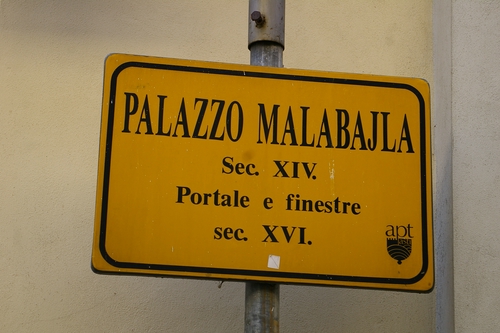 PALAZZO MALABAJLA
Sec. XIV.
Portale e finestre
sec. XVI.
apt